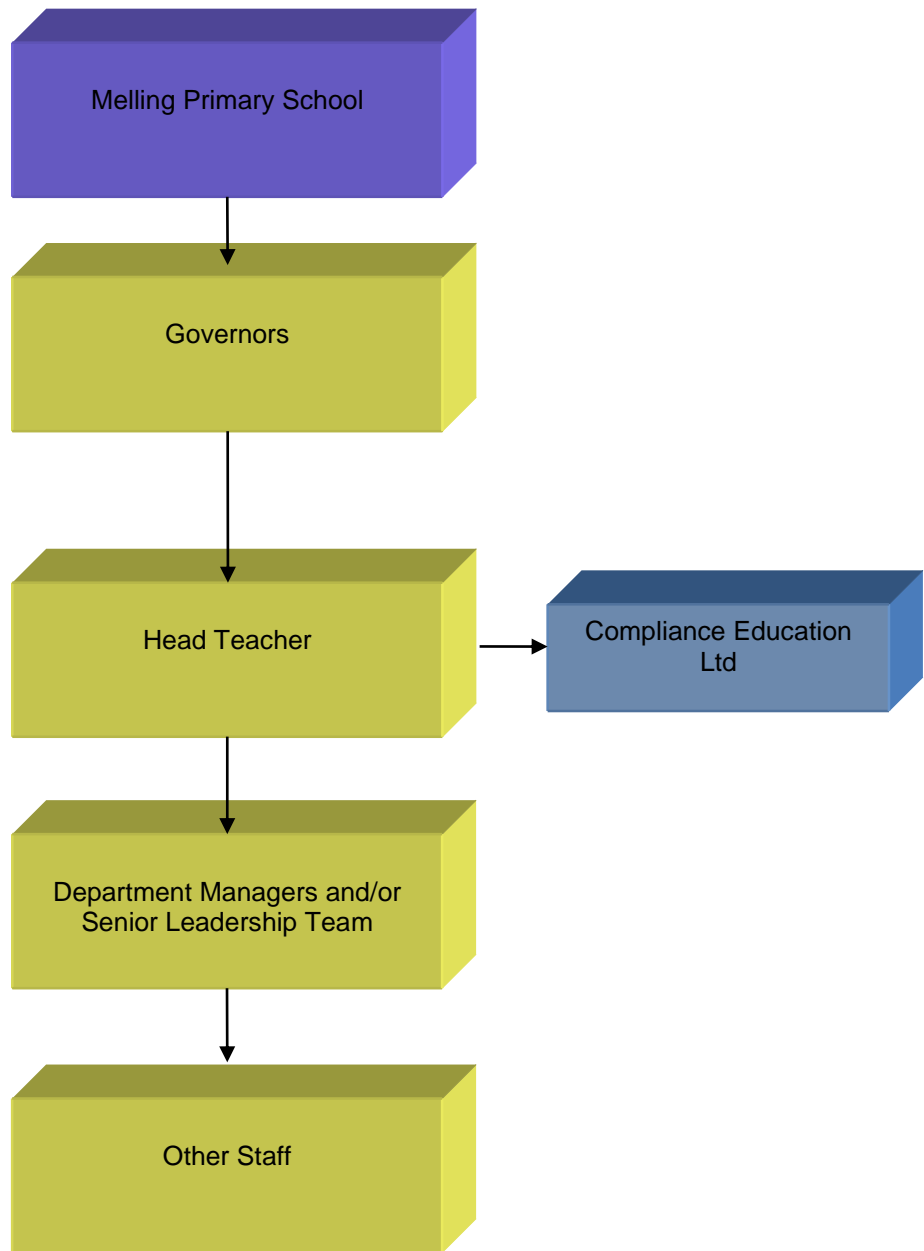 Melling Primary School
Governors
Head Teacher
Compliance Education
Ltd
Department Managers and/or
Senior Leadership Team
Other Staff